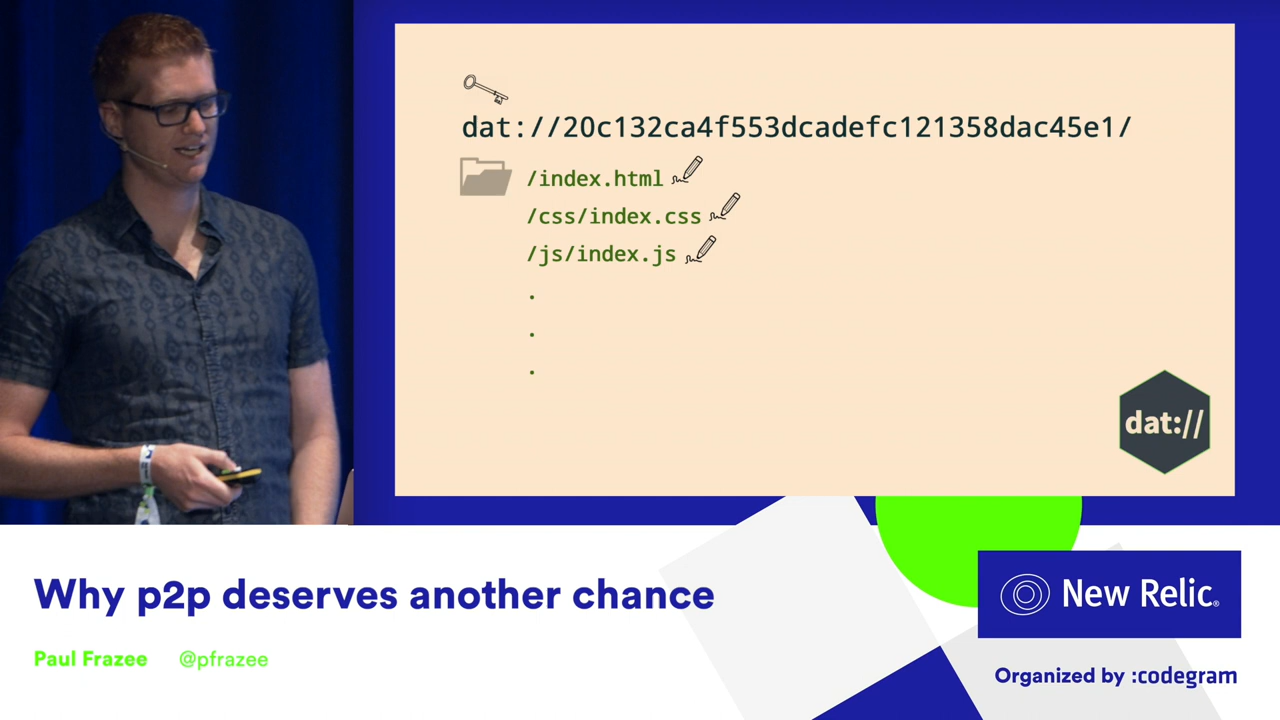 dat://20c132ca4f553dcadefc121358dac45e1/
/index.html
/css/index.css
/js/index.js
.
.
.
dat://
Why p2p deserves another chance
Paul Frazee @pfrazee
New Relic®
Organized by :codegram